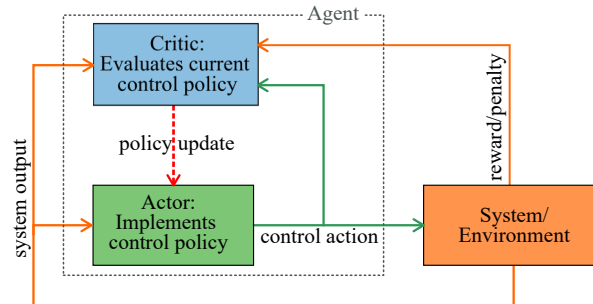 Agent
Critic:
Evaluates current
control policy
policy update
reward/penalty
system output
Actor:
Implements
control policy
control action
System/
Environment